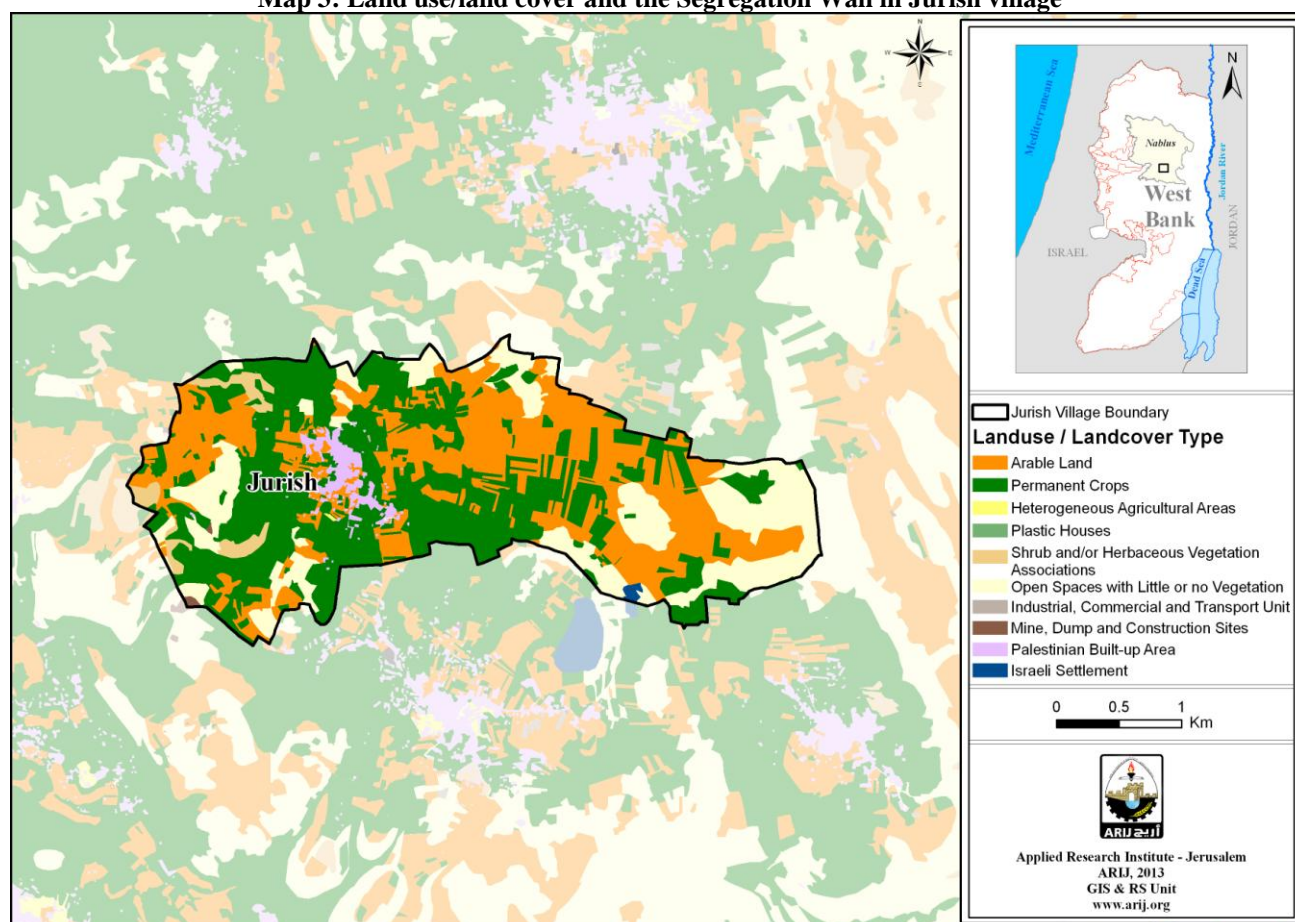 Map 3: Land use/land cover and the Segregation Wall in Jurish village
N
W
E
S
Jurish
N
Mediterranean Sea
Nablus
West
Bank
Jordan River
JORDAN
ISRAEL
Dead Sea
Jurish Village Boundary
Landuse / Landcover Type
Arable Land
Permanent Crops
Heterogeneous Agricultural Areas
Plastic Houses
Shrub and/or Herbaceous Vegetation
Associations
Open Spaces with Little or no Vegetation
Industrial, Commercial and Transport Unit
Mine, Dump and Construction Sites
Palestinian Built-up Area
Israeli Settlement
0 0.5 1
Km
ARIJ أريج
Applied Research Institute - Jerusalem
ARIJ, 2013
GIS & RS Unit
www.arij.org